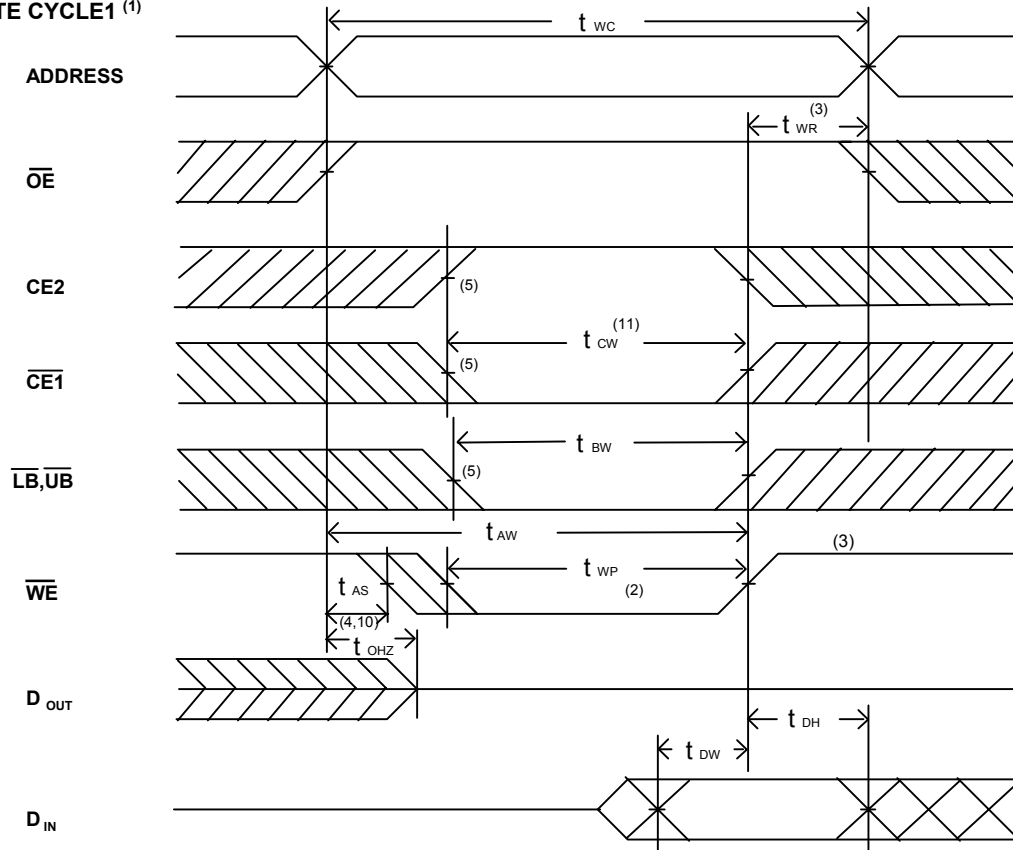 TE CYCLE1 (1)
t WC
ADDRESS
t WR (3)
OE
CE2
(5)
t CW (11)
CE1
(5)
t BW
LB,UB
(5)
t AW
(3)
WE
t AS
t WP
(2)
(4,10)
t OHZ
D OUT
t DH
t DW
D IN